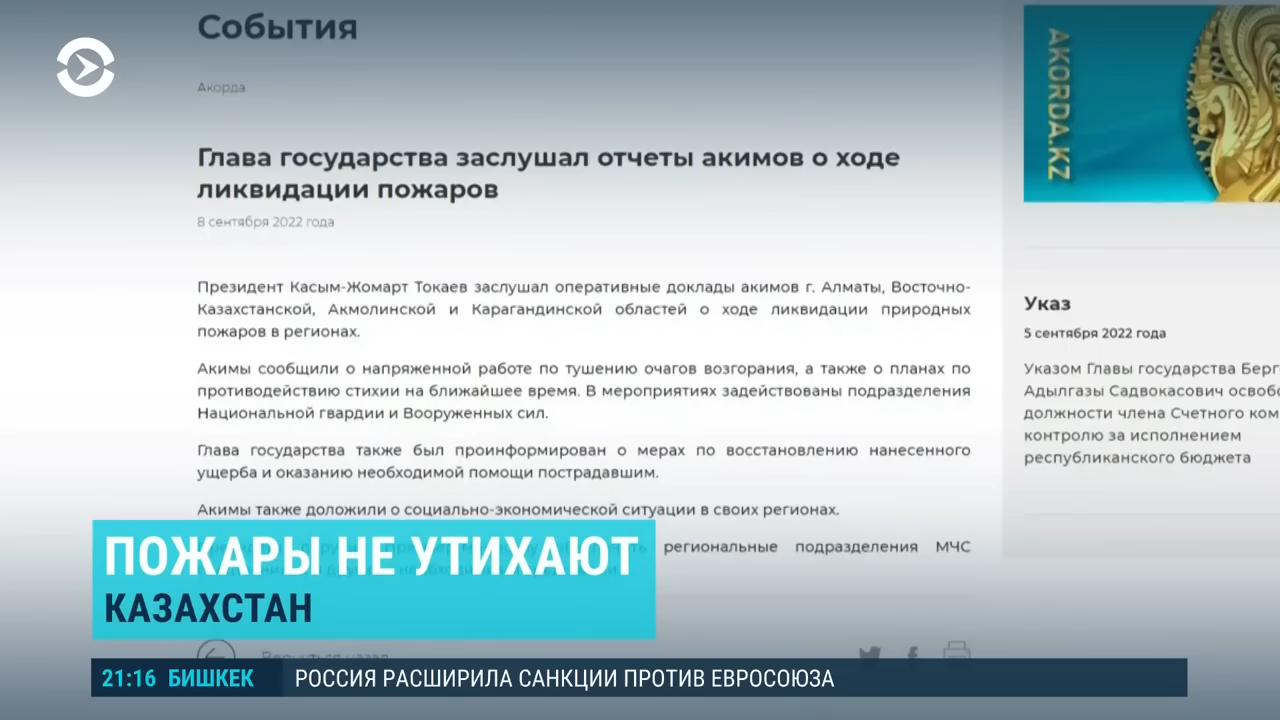 События
Акорда
Глава государства заслушал отчеты акимов о ходе
ликвидации пожаров
8 сентября 2022 года
Президент Касым-Жомарт Токаев заслушал оперативные доклады акимов г. Алматы, Восточно-
Казахстанской, Акмолинской и Карагандинской областей о ходе ликвидации природных
пожаров в регионах.
Акимы сообщили о напряженной работе по тушению очагов возгорания, а также о планах по
противодействию стихии на ближайшее время. В мероприятиях задействованы подразделения
Национальной гвардии и Вооруженных сил.
Глава государства также был проинформирован о мерах по восстановлению нанесенного
ущерба и оказанию необходимой помощи пострадавшим.
Акимы также доложили о социально-экономической ситуации в своих регионах.
региональные подразделения МЧС
Вернуться назад
AKORDA.KZ
Указ
5 сентября 2022 года
Указом Главы государства Берг
Адылгазы Садвокасович освобо
должности члена Счетного ком
контролю за исполнением
республиканского бюджета
ПОЖАРЫ НЕ УТИХАЮТ
КАЗАХСТАН
21:16 БИШКЕК РОССИЯ РАСШИРИЛА САНКЦИИ ПРОТИВ ЕВРОСОЮЗА